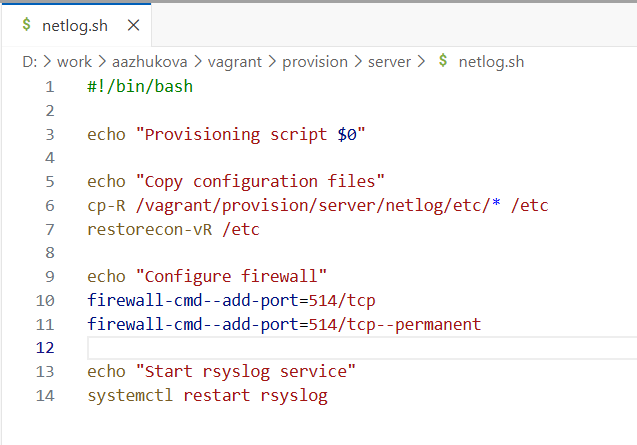 $ netlog.sh ×
D: > work > aazhukova > vagrant > provision > server > $ netlog.sh
1 #!/bin/bash
2
3 echo "Provisioning script $0"
4
5 echo "Copy configuration files"
6 cp-R /vagrant/provision/server/netlog/etc/* /etc
7 restorecon-vR /etc
8
9 echo "Configure firewall"
10 firewall-cmd--add-port=514/tcp
11 firewall-cmd--add-port=514/tcp--permanent
12
13 echo "Start rsyslog service"
14 systemctl restart rsyslog